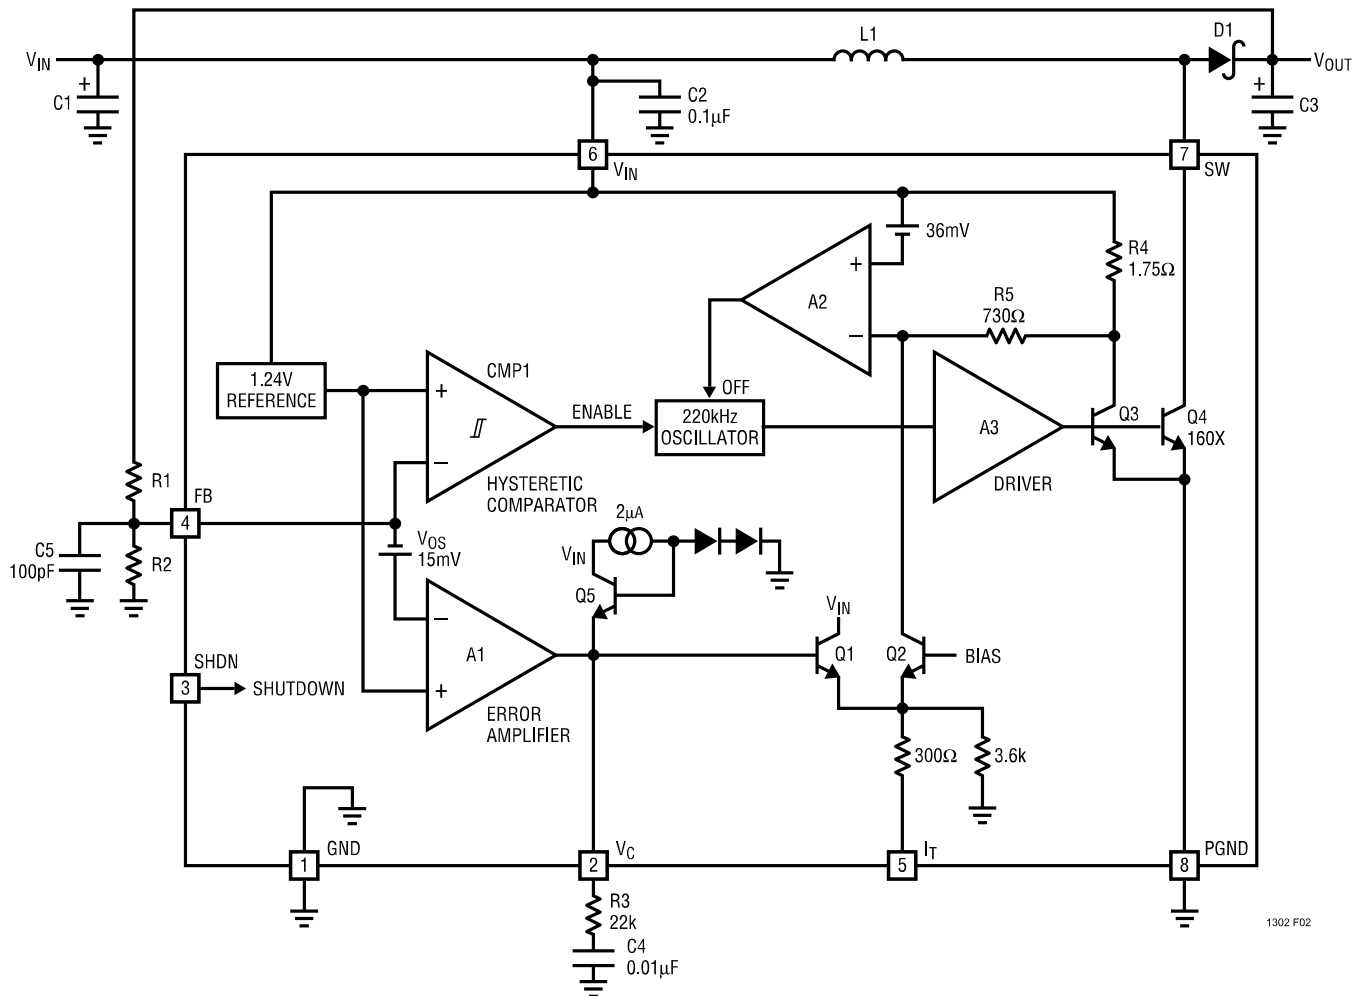 L1
D1
VIN
VOUT
+
C1
C2
0.1µF
+
C3
6
VIN
7
SW
36mV
R4
1.75Ω
+
A2
R5
730Ω
−
1.24V
REFERENCE
CMP1
+
−
HYSTERETIC
COMPARATOR
ENABLE
OFF
220kHz
OSCILLATOR
A3
DRIVER
Q3
Q4
160X
R1
FB
4
C5
100pF
R2
VOS
15mV
2µA
VIN
Q5
−
A1
+
ERROR
AMPLIFIER
VIN
Q1
Q2
BIAS
SHDN
3
SHUTDOWN
300Ω
3.6k
GND
1
VC
2
IT
5
PGND
8
R3
22k
C4
0.01µF
1302 F02